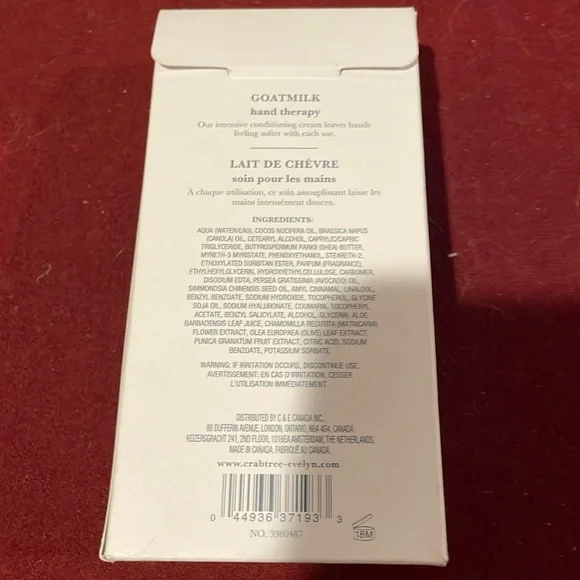 GOATMILK
hand therapy
Our intensive conditioning cream leaves hands
feeling softer with each use.
LAIT DE CHÈVRE
soin pour les mains
À chaque utilisation, ce soin assouplinant laisse les
mains intensément douces.
INGREDIENTS:
AQUA (WATER/EAU), COCOS NUCIFERA OIL, BRASSICA NAPUS
(CANOLA) OIL, CETEARYL ALCOHOL, CAPRYLIC/CAPRIC
TRIGLYCERIDE, BUTYROSPERMUM PARKII (SHEA) BUTTER,
MYRETH-3 MYRISTATE, PHENOXYETHANOL, STEARETH-2,
ETHOXYLATED SORBITAN ESTER, PARFUM (FRAGRANCE),
ETHYLHEXYLGLYCERIN, HYDROXYETHYLCELLULOSE, CARBOMER,
DISODIUM EDTA, PERSEA GRATISSIMA (AVOCADO) OIL,
SIMMONDSIA CHINENSIS SEED OIL, AMYL CINNAMAL, LINALOOL,
BENZYL BENZOATE, SODIUM HYDROXIDE, TOCOPHEROL, GLYCINE
SOJA OIL, SODIUM HYALURONATE, COUMARIN, TOCOPHERYL
ACETATE, BENZYL SALICYLATE, ALCOHOL, GLYCERIN, ALOE
BARBADENSIS LEAF JUICE, CHAMOMILLA RECUTITA (MATRICARIA)
FLOWER EXTRACT, OLEA EUROPAEA (OLIVE) LEAF EXTRACT,
PUNICA GRANATUM FRUIT EXTRACT, CITRIC ACID, SODIUM
BENZOATE, POTASSIUM SORBATE.
WARNING: IF IRRITATION OCCURS, DISCONTINUE USE.
AVERTISSEMENT: EN CAS D'IRRITATION, CESSER
L'UTILISATION IMMÉDIATEMENT.
DISTRIBUTED BY C & E CANADA INC.,
88 DUFFERIN AVENUE, LONDON, ONTARIO, N6A 4G4, CANADA.
KEIZERSGRACHT 241, 2ND FLOOR, 1016EA AMSTERDAM, THE NETHERLANDS.
MADE IN CANADA, FABRIQUÉ AU CANADA.
www.crabtree-evelyn.com
0 44936 37193 3
NO. 3980487
18M